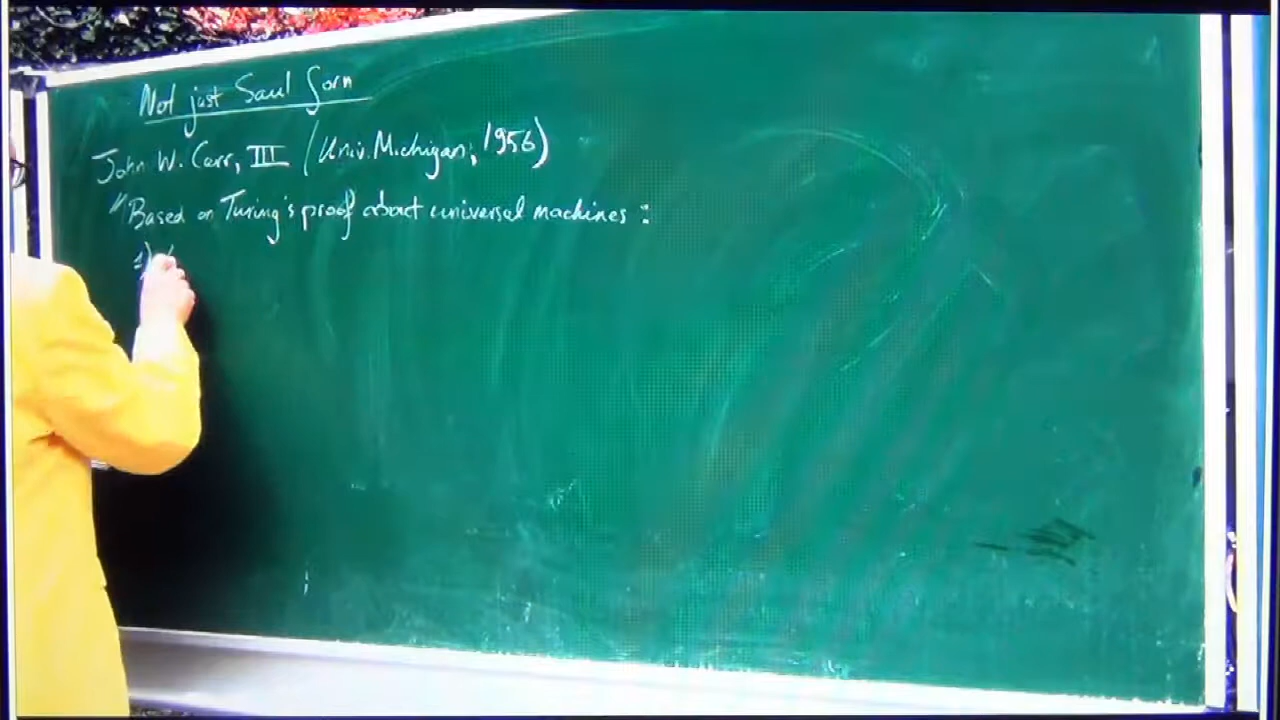 Not just Saul Gorn
John W. Carr, III (Univ. Michigan, 1956)
"Based on Turing's proof about universal machines :